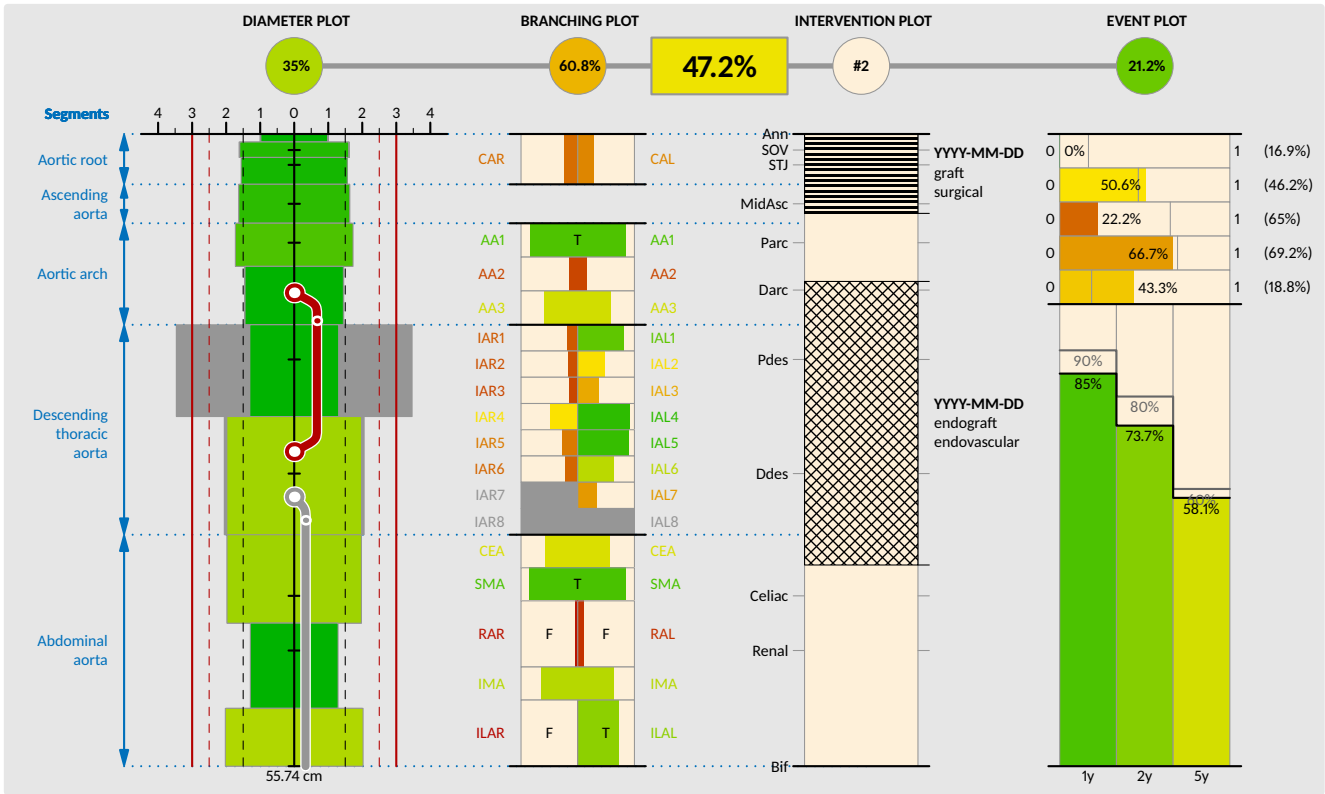 DIAMETER PLOT
BRANCHING PLOT
INTERVENTION PLOT
EVENT PLOT
35%
60.8%
47.2%
#2
21.2%
Segments
4 3 2 1 0 1 2 3 4
Aortic root
Ascending
aorta
Aortic arch
Descending
thoracic
aorta
Abdominal
aorta
55.74 cm
CAR CAL
AA1 T AA1
AA2 AA2
AA3 AA3
IAR1 IAL1
IAR2 IAL2
IAR3 IAL3
IAR4 IAL4
IAR5 IAL5
IAR6 IAL6
IAR7 IAL7
IAR8 IAL8
CEA CEA
SMA T SMA
RAR F F RAL
IMA IMA
ILAR F T ILAL
Ann
SOV
STJ
MidAsc
Parc
Darc
Pdes
Ddes
Celiac
Renal
Bif
YYYY-MM-DD
graft
surgical
YYYY-MM-DD
endograft
endovascular
0 0% 1 (16.9%)
0 50.6% 1 (46.2%)
0 22.2% 1 (65%)
0 66.7% 1 (69.2%)
0 43.3% 1 (18.8%)
90%
85%
80%
73.7%
60%
58.1%
1y 2y 5y